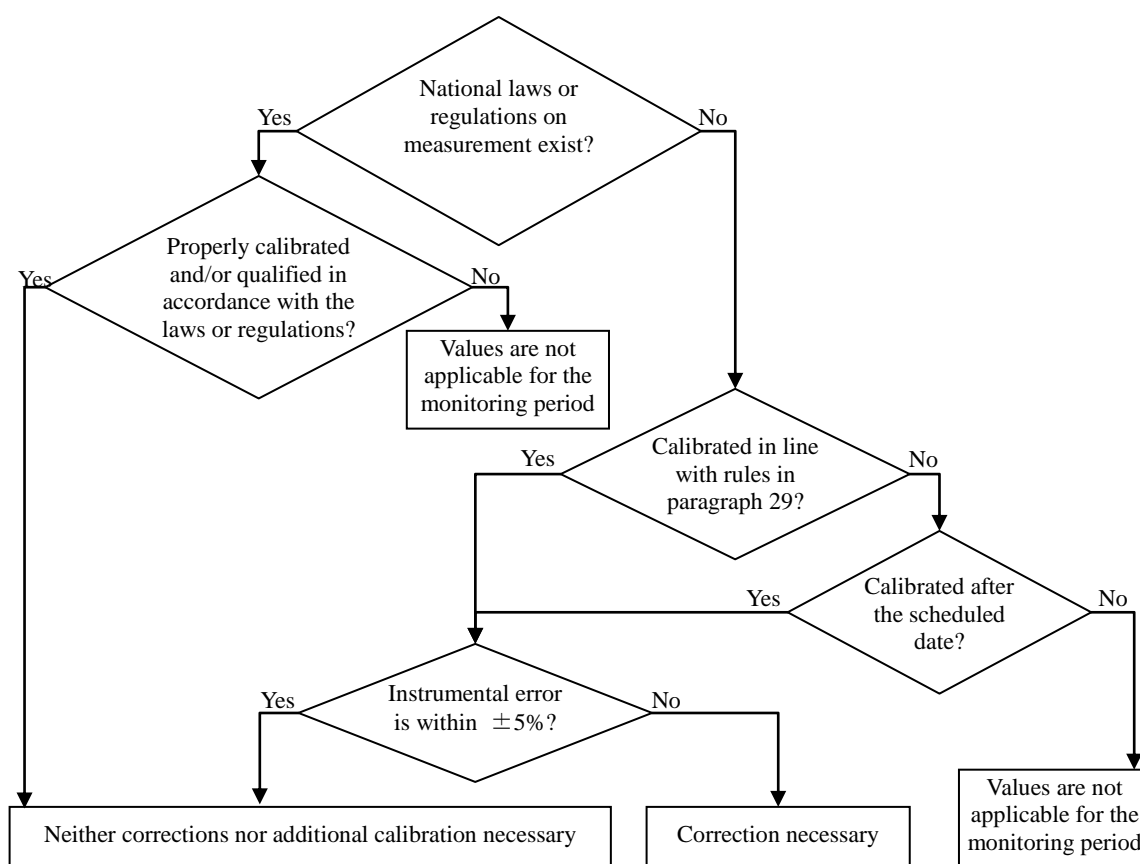 National laws or
regulations on
measurement exist?
Yes
No
Properly calibrated
and/or qualified in
accordance with the
laws or regulations?
Yes
No
Values are not
applicable for the
monitoring period
Calibrated in line
with rules in
paragraph 29?
Yes
No
Calibrated after
the scheduled
date?
Yes
No
Instrumental error
is within ±5%?
Yes
No
Neither corrections nor additional calibration necessary
Correction necessary
Values are not
applicable for the
monitoring period